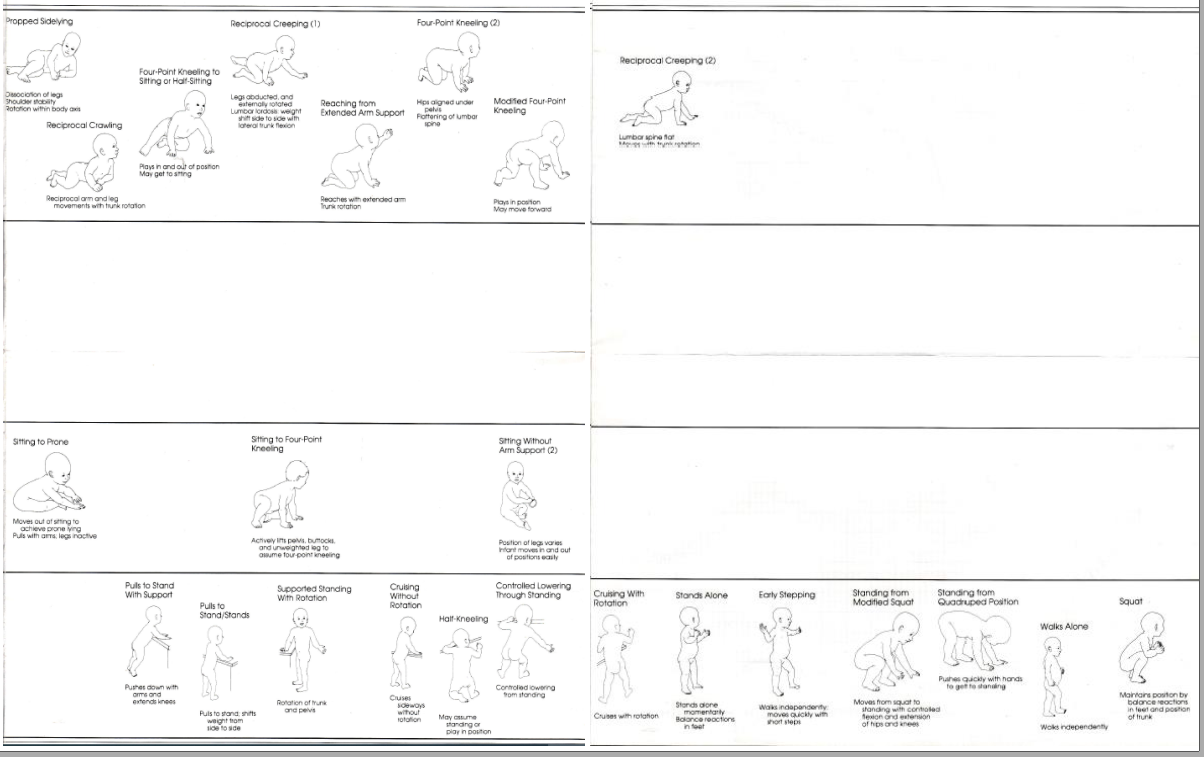 Propped Sidelying
Dissociation of legs
Shoulder stability
Rotation within body axis
Reciprocal Crawling
Reciprocal arm and leg
movements with trunk rotation
Four-Point Kneeling to
Sitting or Half-Sitting
Plays in and out of position
May get to sitting
Reciprocal Creeping (1)
Legs abducted, and
externally rotated
Lumbar lordosis; weight
shift side to side with
lateral trunk flexion
Reaching from
Extended Arm Support
Reaches with extended arm
Trunk rotation
Four-Point Kneeling (2)
Hips aligned under
pelvis
Flattening of lumbar
spine
Modified Four-Point
Kneeling
Plays in position
May move forward
Reciprocal Creeping (2)
Lumbar spine flat
Moves with trunk rotation
Sitting to Prone
Moves out of sitting to
achieve prone lying
Pulls with arms; legs inactive
Sitting to Four-Point
Kneeling
Actively lifts pelvis, buttocks,
and unweighted leg to
assume four-point kneeling
Sitting Without
Arm Support (2)
Position of legs varies
Infant moves in and out
of positions easily
Pulls to Stand
With Support
Pushes down with
arms and
extends knees
Pulls to
Stand/Stands
Pulls to stand; shifts
weight from
side to side
Supported Standing
With Rotation
Rotation of trunk
and pelvis
Cruising
Without
Rotation
Cruises
sideways
without
rotation
Half-Kneeling
May assume
standing or
play in position
Controlled Lowering
Through Standing
Controlled lowering
from standing
Cruising With
Rotation
Cruises with rotation
Stands Alone
Stands alone
momentarily
Balance reactions
in feet
Early Stepping
Walks independently;
moves quickly with
short steps
Standing from
Modified Squat
Moves from squat to
standing with controlled
flexion and extension
of hips and knees
Standing from
Quadruped Position
Pushes quickly with hands
to get to standing
Walks Alone
Walks independently
Squat
Maintains position by
balance reactions
in feet and position
of trunk